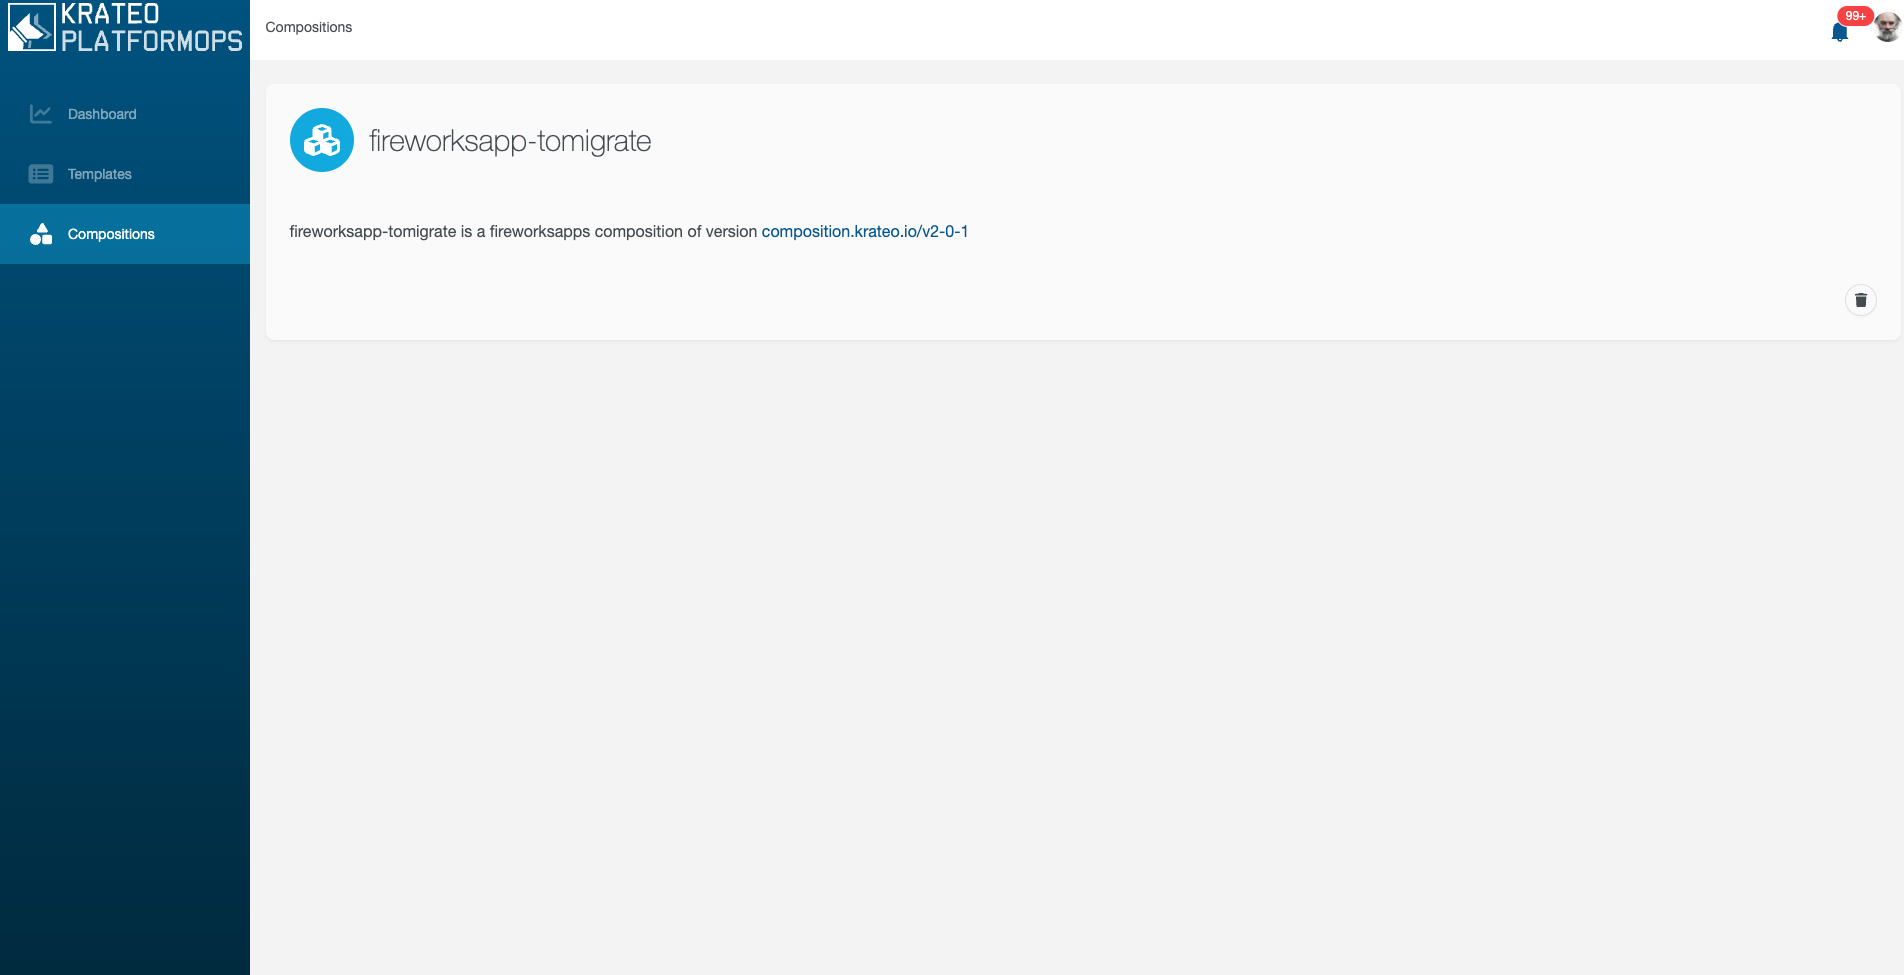 KRATEO
PLATFORMOPS
Compositions
99+
Dashboard
Templates
Compositions
fireworksapp-tomigrate
fireworksapp-tomigrate is a fireworksapps composition of version composition.krateo.io/v2-0-1